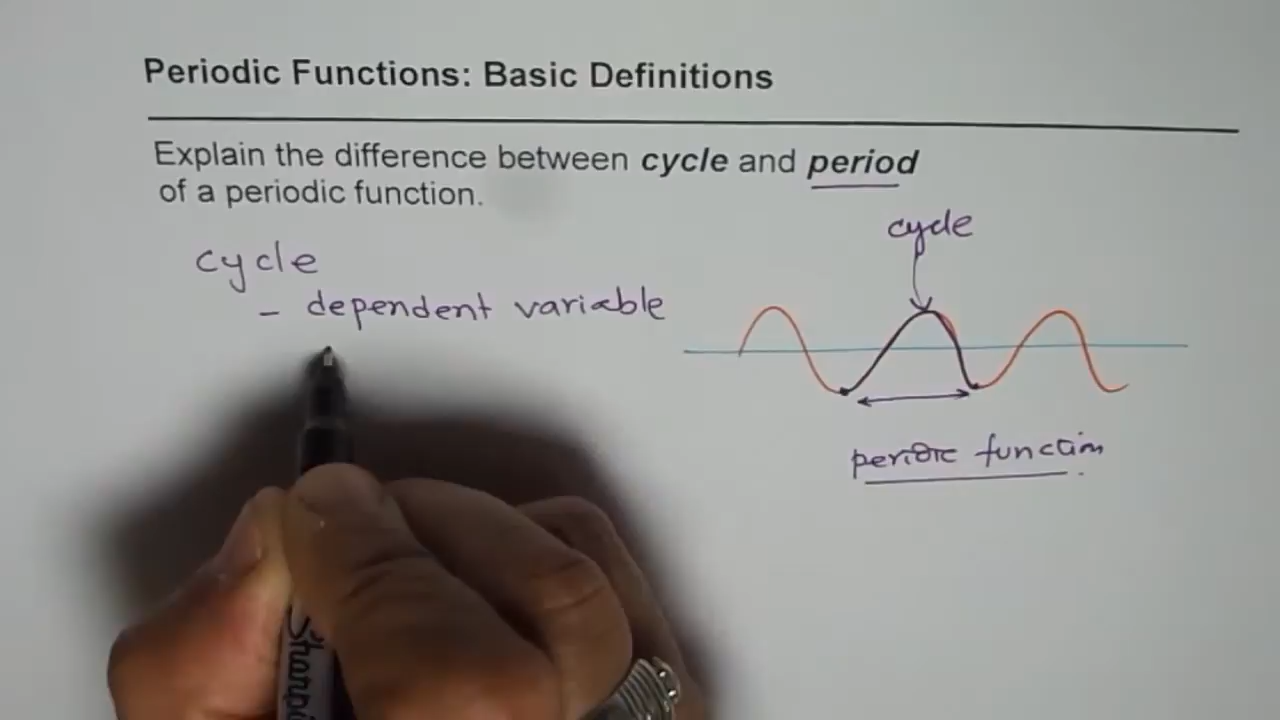 Periodic Functions: Basic Definitions
Explain the difference between cycle and period
of a periodic function.
cycle
cycle
- dependent variable
periodic function
Sharpi